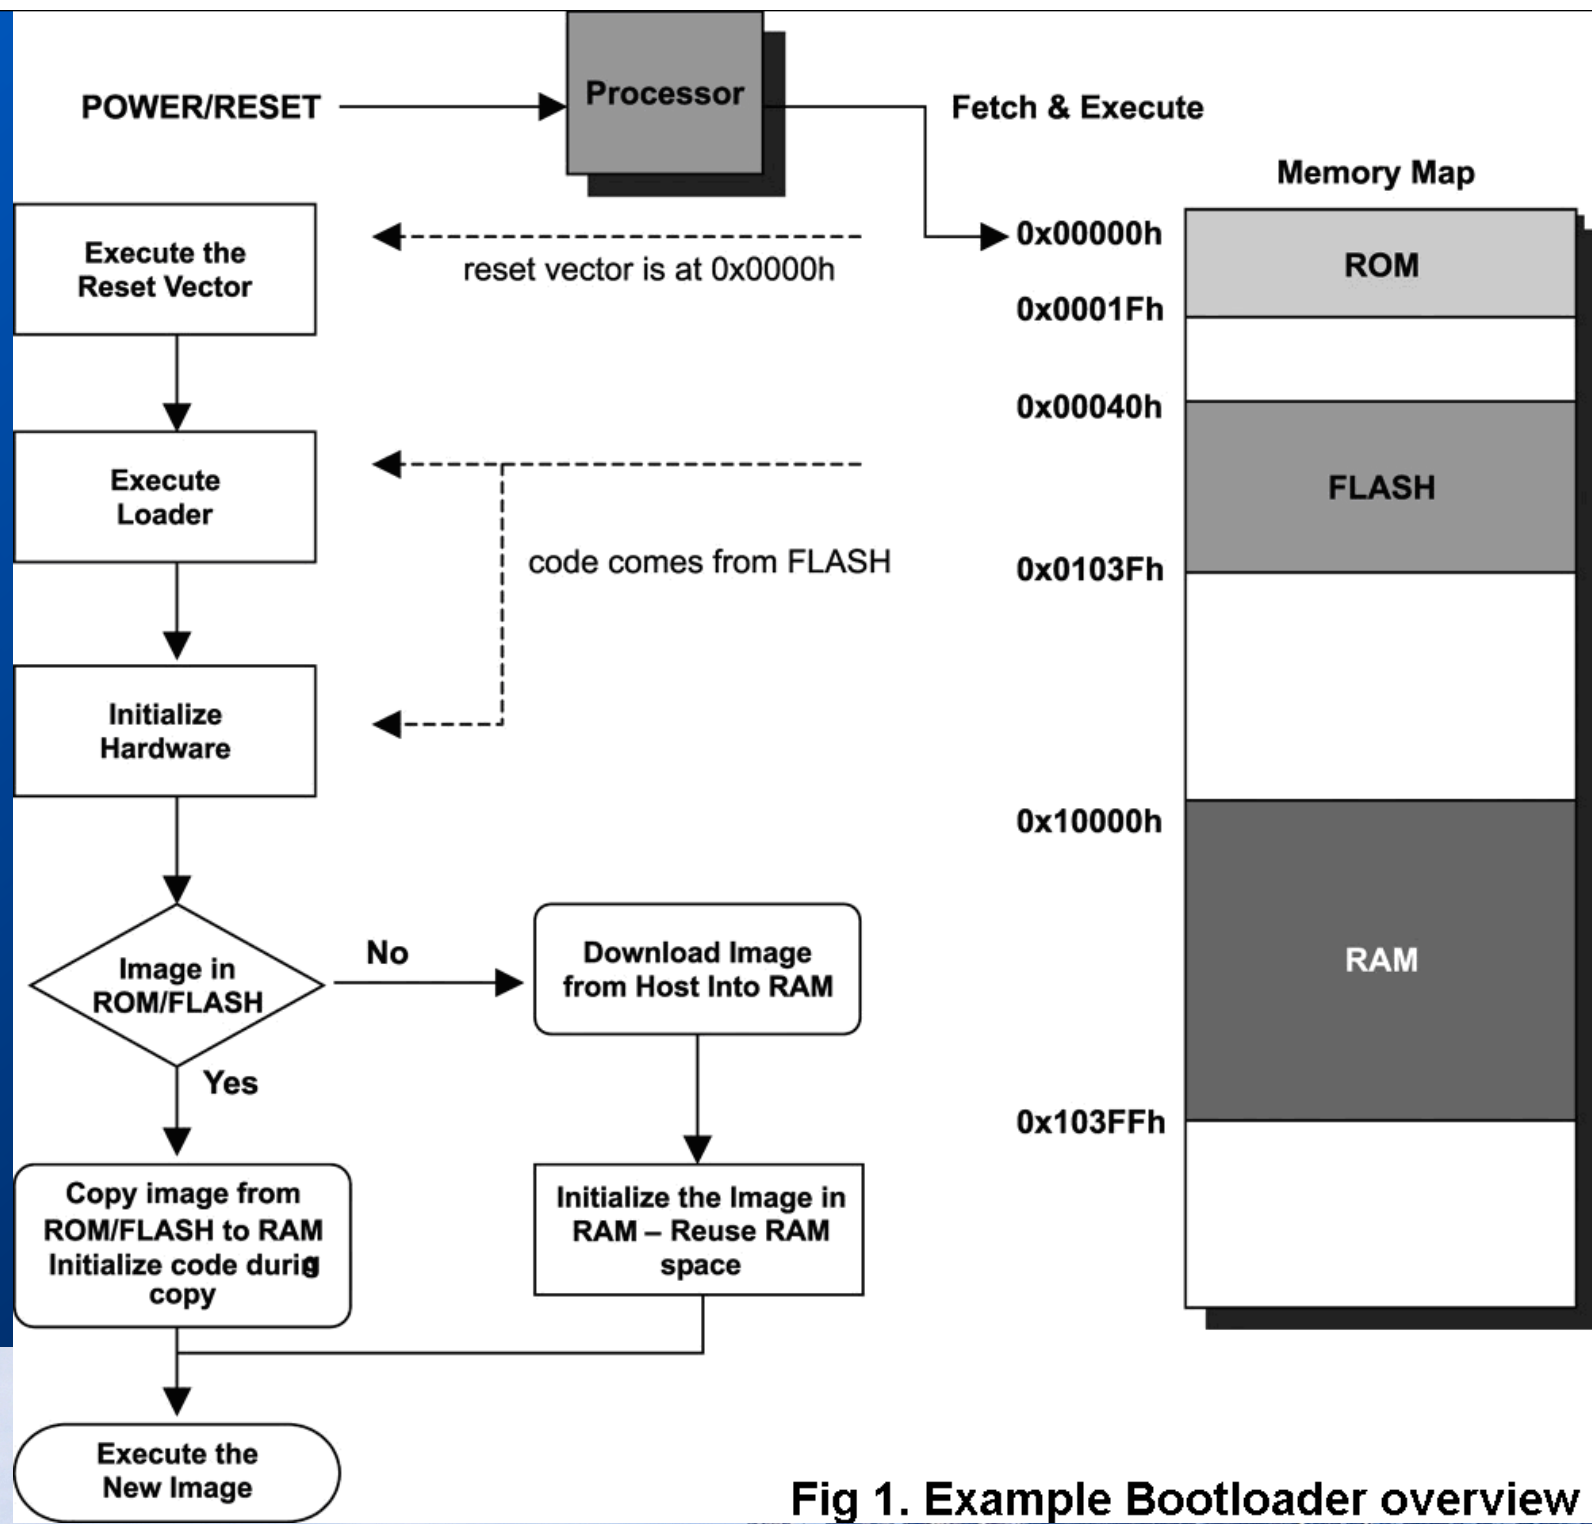 POWER/RESET
Processor
Fetch & Execute
Memory Map
Execute the
Reset Vector
reset vector is at 0x0000h
0x00000h
ROM
0x0001Fh
0x00040h
Execute
Loader
FLASH
code comes from FLASH
0x0103Fh
Initialize
Hardware
0x10000h
Image in
ROM/FLASH
No
Download Image
from Host Into RAM
RAM
Yes
0x103FFh
Copy image from
ROM/FLASH to RAM
Initialize code during
copy
Initialize the Image in
RAM – Reuse RAM
space
Execute the
New Image
Fig 1. Example Bootloader overview